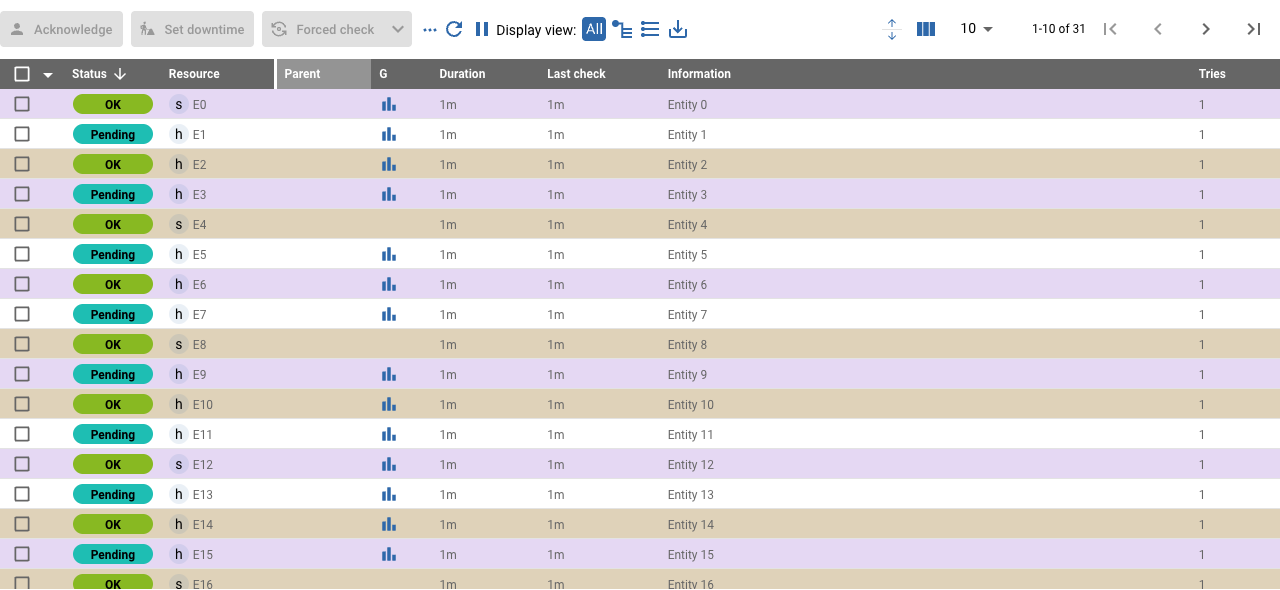 Acknowledge Set downtime Forced check Display view: All 10 1-10 of 31
Status Resource Parent G Duration Last check Information Tries
OK s E0 1m 1m Entity 0 1
Pending h E1 1m 1m Entity 1 1
OK h E2 1m 1m Entity 2 1
Pending h E3 1m 1m Entity 3 1
OK s E4 1m 1m Entity 4 1
Pending h E5 1m 1m Entity 5 1
OK h E6 1m 1m Entity 6 1
Pending h E7 1m 1m Entity 7 1
OK s E8 1m 1m Entity 8 1
Pending h E9 1m 1m Entity 9 1
OK h E10 1m 1m Entity 10 1
Pending h E11 1m 1m Entity 11 1
OK s E12 1m 1m Entity 12 1
Pending h E13 1m 1m Entity 13 1
OK h E14 1m 1m Entity 14 1
Pending h E15 1m 1m Entity 15 1
OK s E16 1m 1m Entity 16 1